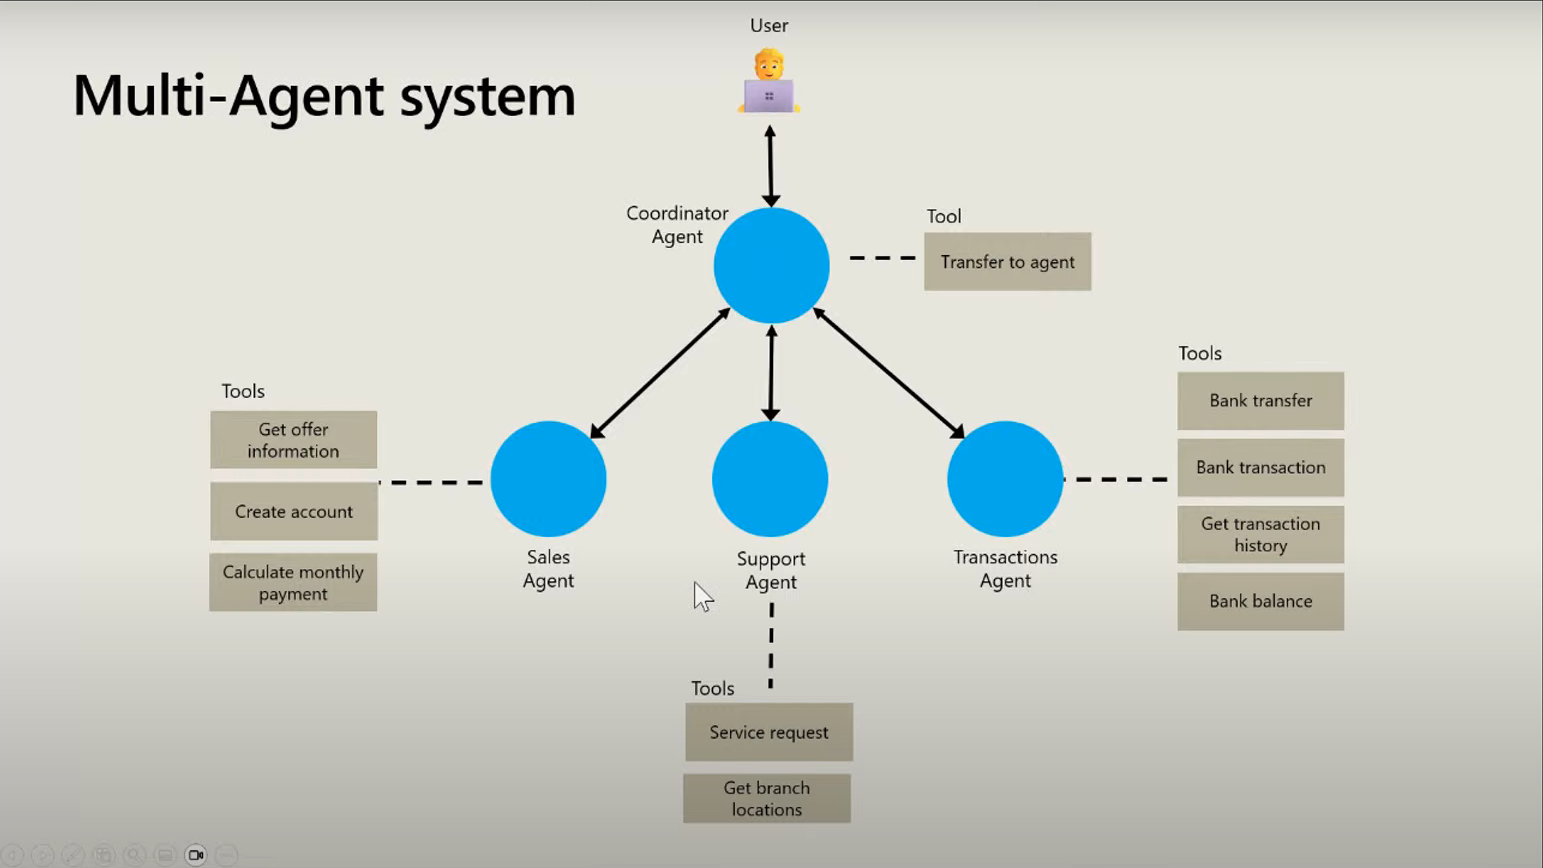 User
Multi-Agent system
Coordinator
Agent
Tool
Transfer to agent
Tools
Get offer
information
Create account
Calculate monthly
payment
Sales
Agent
Support
Agent
Transactions
Agent
Tools
Bank transfer
Bank transaction
Get transaction
history
Bank balance
Tools
Service request
Get branch
locations